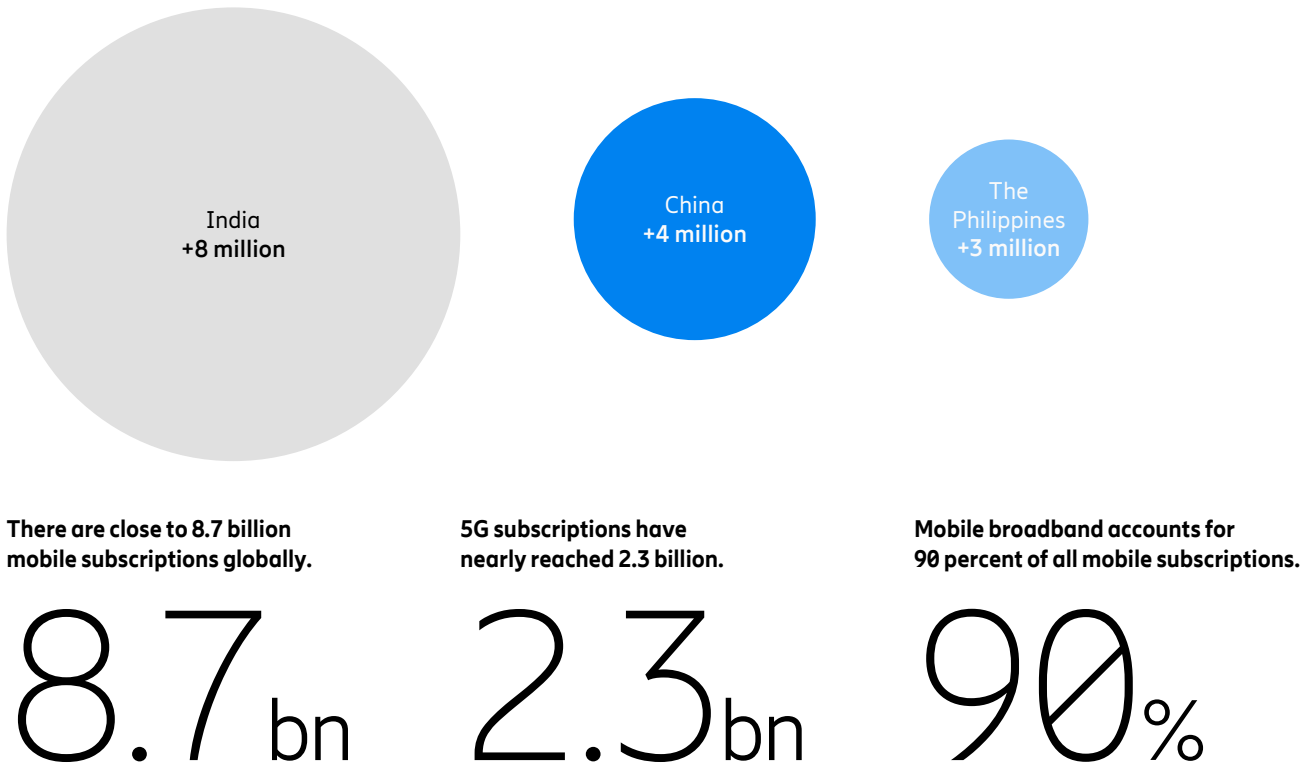 India
+8 million
China
+4 million
The
Philippines
+3 million
There are close to 8.7 billion
mobile subscriptions globally.
8.7bn
5G subscriptions have
nearly reached 2.3 billion.
2.3bn
Mobile broadband accounts for
90 percent of all mobile subscriptions.
90%